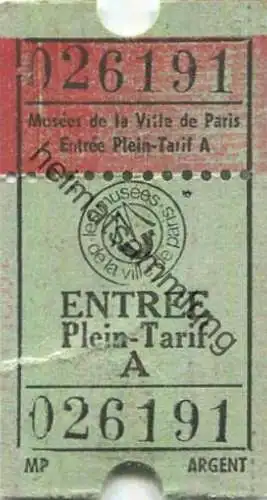 026191
Musées de la Ville de Paris
Entrée Plein-Tarif A
les musées
de la ville de paris
heimatsammlung
ENTRÉE
Plein-Tarif
A
026191
MP ARGENT